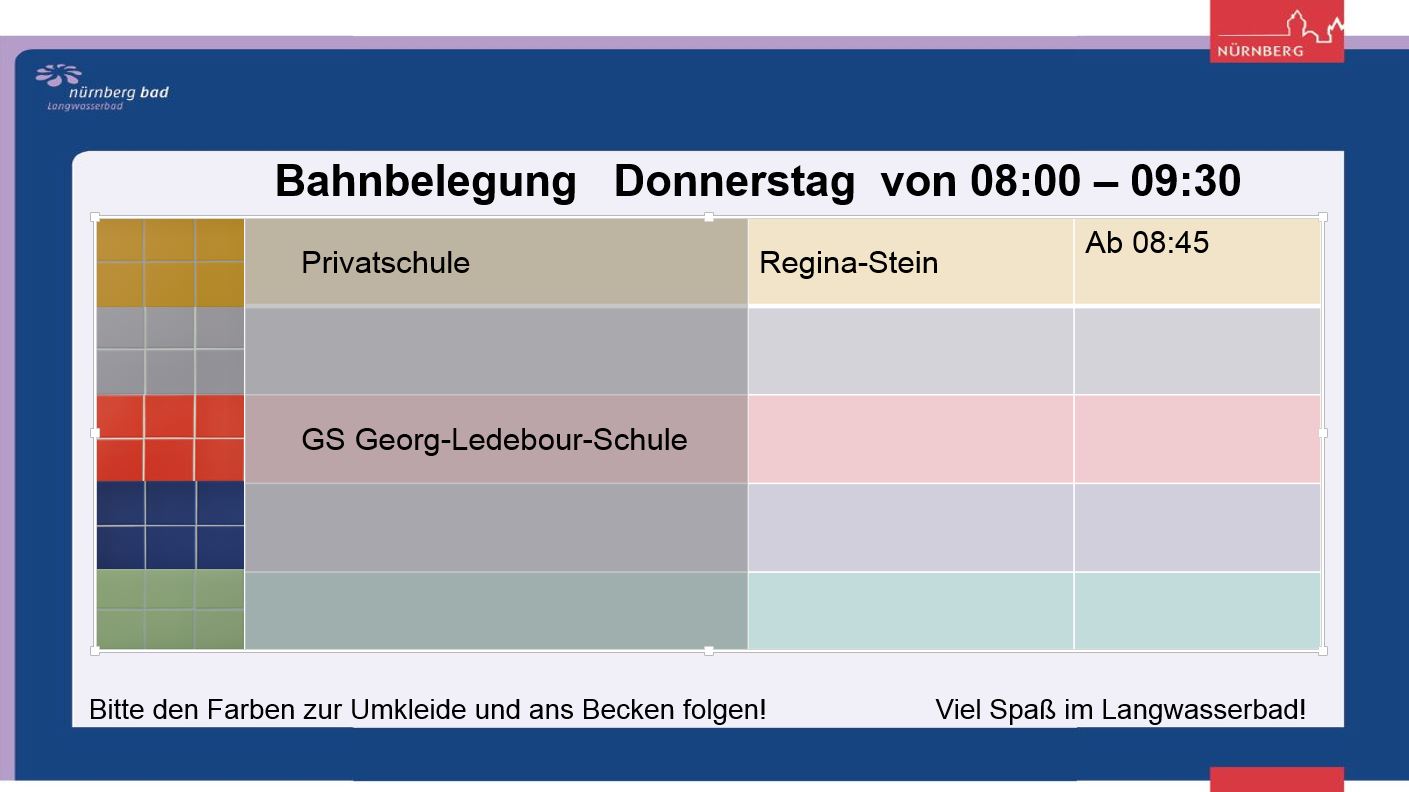 NÜRNBERG
nürnberg bad
Langwasserbad
Bahnbelegung Donnerstag von 08:00 – 09:30
Privatschule Regina-Stein Ab 08:45
GS Georg-Ledebour-Schule
Bitte den Farben zur Umkleide und ans Becken folgen! Viel Spaß im Langwasserbad!